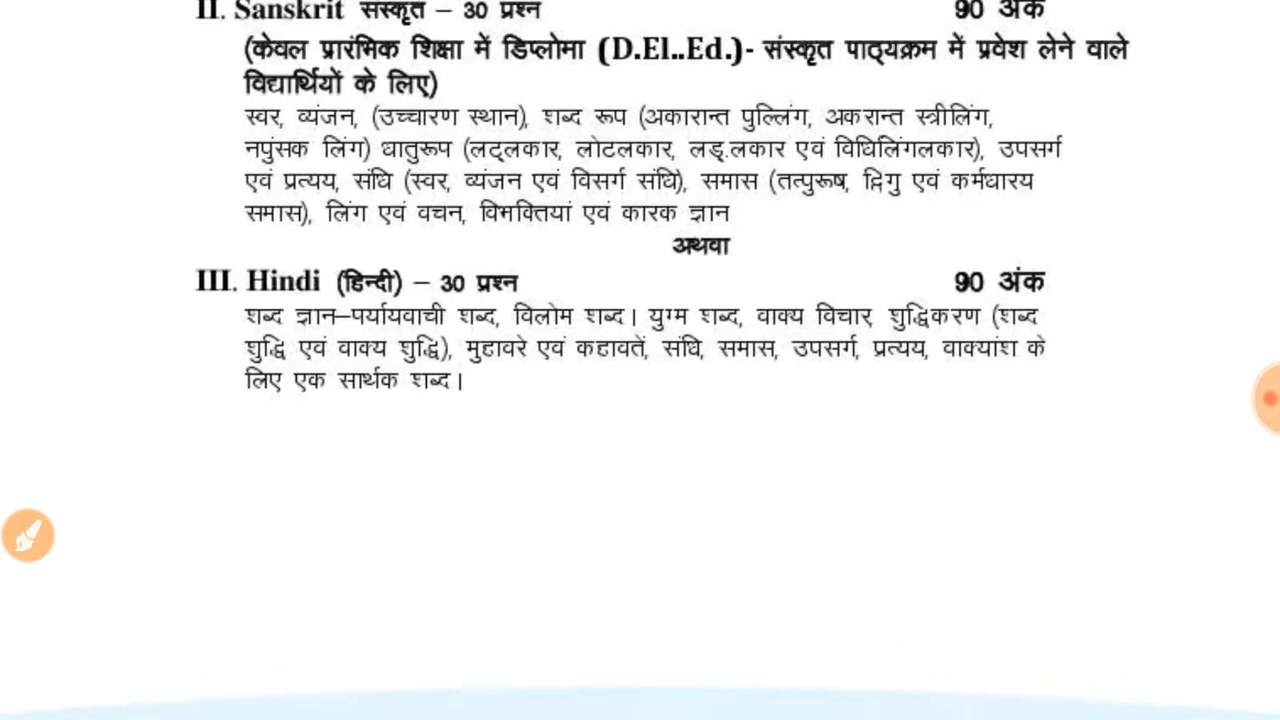 II. Sanskrit संस्कृत – 30 प्रश्न 90 अंक
(केवल प्रारंभिक शिक्षा में डिप्लोमा (D.El..Ed.)- संस्कृत पाठ्यक्रम में प्रवेश लेने वाले
विद्यार्थियों के लिए)
स्वर, व्यंजन, (उच्चारण स्थान), शब्द रूप (अकारान्त पुल्लिंग, अकरान्त स्त्रीलिंग,
नपुंसक लिंग) धातुरूप (लट्लकार, लोटलकार, लड्.लकार एवं विधिलिंगलकार), उपसर्ग
एवं प्रत्यय, संधि (स्वर, व्यंजन एवं विसर्ग संधि), समास (तत्पुरूष, द्विगु एवं कर्मधारय
समास), लिंग एवं वचन, विभक्तियां एवं कारक ज्ञान
अथवा
III. Hindi (हिन्दी) – 30 प्रश्न 90 अंक
शब्द ज्ञान–पर्यायवाची शब्द, विलोम शब्द। युग्म शब्द, वाक्य विचार, शुद्धिकरण (शब्द
शुद्धि एवं वाक्य शुद्धि), मुहावरे एवं कहावतें, संधि, समास, उपसर्ग, प्रत्यय, वाक्यांश के
लिए एक सार्थक शब्द।